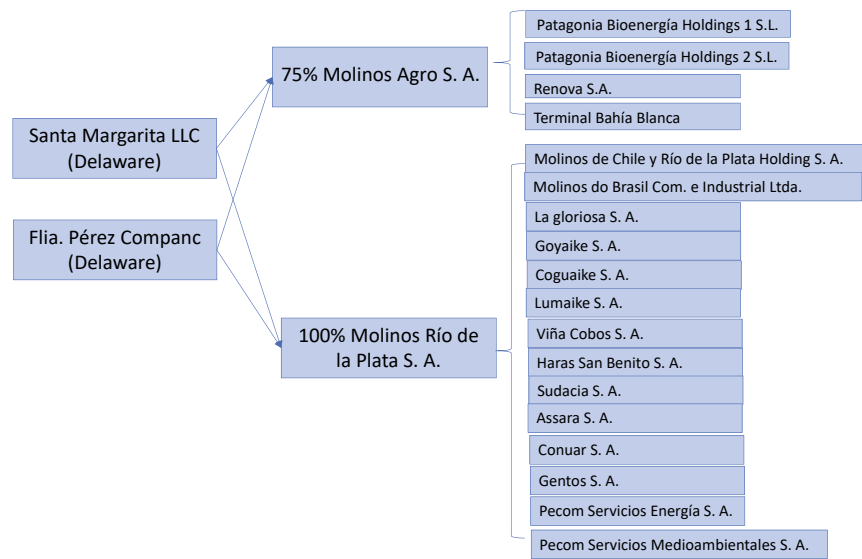 Santa Margarita LLC
(Delaware)
Flia. Pérez Companc
(Delaware)
75% Molinos Agro S. A.
Patagonia Bioenergía Holdings 1 S.L.
Patagonia Bioenergía Holdings 2 S.L.
Renova S.A.
Terminal Bahía Blanca
100% Molinos Río de
la Plata S. A.
Molinos de Chile y Río de la Plata Holding S. A.
Molinos do Brasil Com. e Industrial Ltda.
La gloriosa S. A.
Goyaike S. A.
Coguaike S. A.
Lumaike S. A.
Viña Cobos S. A.
Haras San Benito S. A.
Sudacia S. A.
Assara S. A.
Conuar S. A.
Gentos S. A.
Pecom Servicios Energía S. A.
Pecom Servicios Medioambientales S. A.